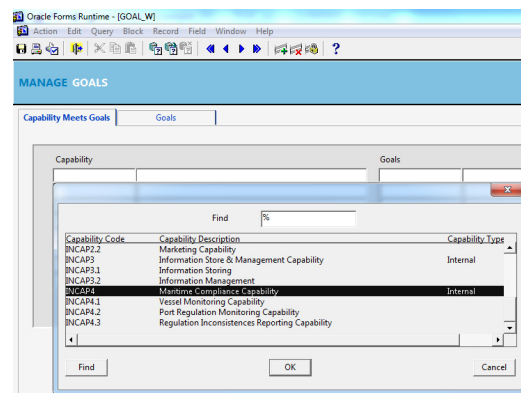 Oracle Forms Runtime - [GOAL_W]
Action Edit Query Block Record Field Window Help
MANAGE GOALS
Capability Meets Goals Goals
Capability Goals
Find %
Capability Code Capability Description Capability Type
INCAP2.2 Marketing Capability
INCAP3 Information Store & Management Capability Internal
INCAP3.1 Information Storing
INCAP3.2 Information Management
INCAP4 Maritime Compliance Capability Internal
INCAP4.1 Vessel Monitoring Capability
INCAP4.2 Port Regulation Monitoring Capability
INCAP4.3 Regulation Inconsistences Reporting Capability
Find OK Cancel